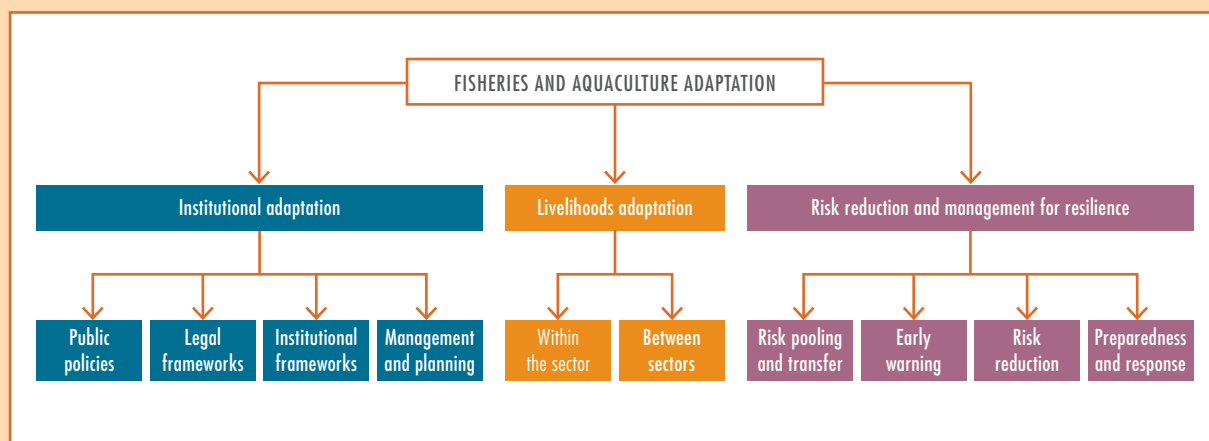 FISHERIES AND AQUACULTURE ADAPTATION
Institutional adaptation
Livelihoods adaptation
Risk reduction and management for resilience
Public
policies
Legal
frameworks
Institutional
frameworks
Management
and planning
Within
the sector
Between
sectors
Risk pooling
and transfer
Early
warning
Risk
reduction
Preparedness
and response